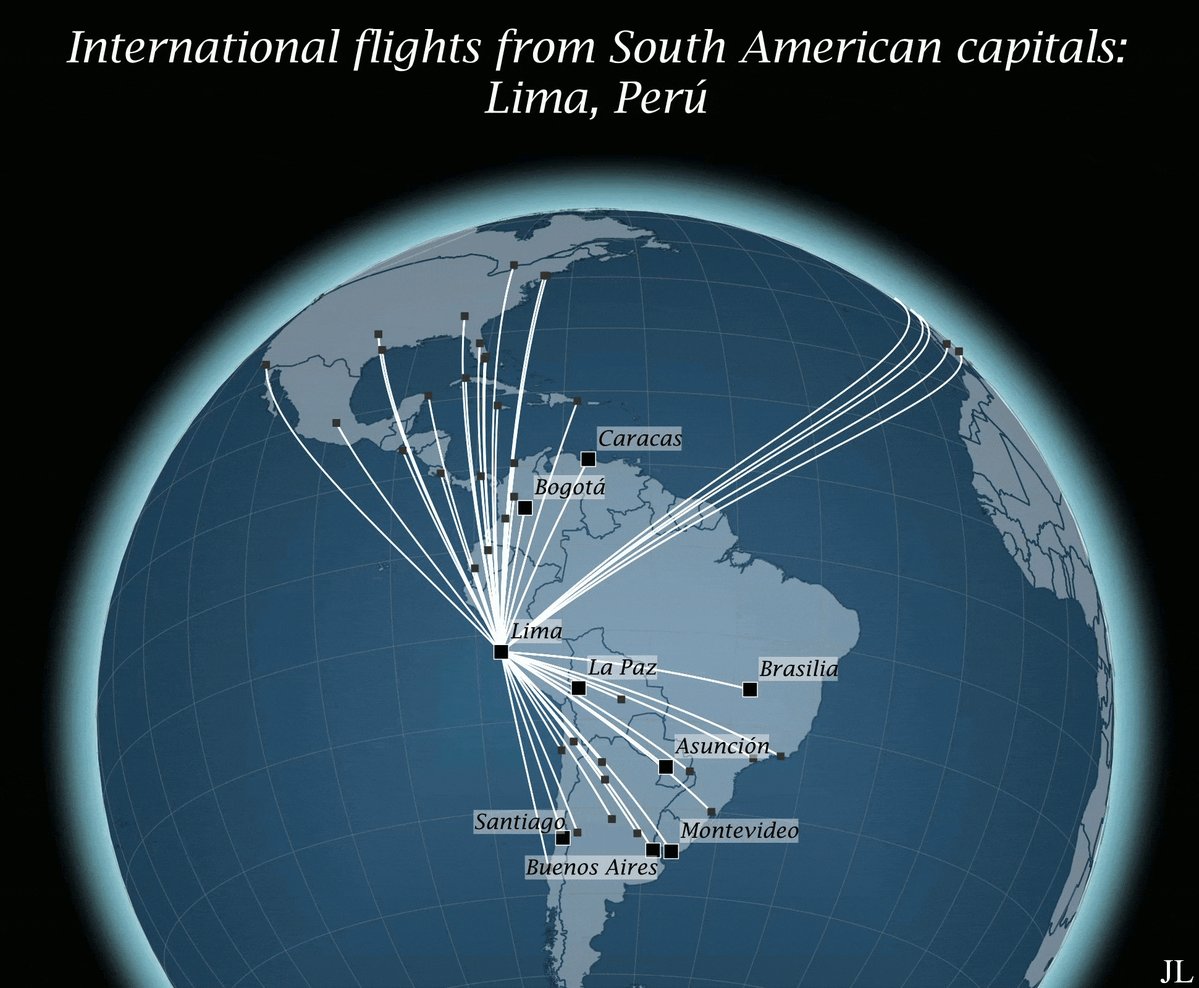 International flights from South American capitals:
Lima, Perú
Caracas
Bogotá
Lima
La Paz
Brasilia
Asunción
Santiago
Montevideo
Buenos Aires
JL